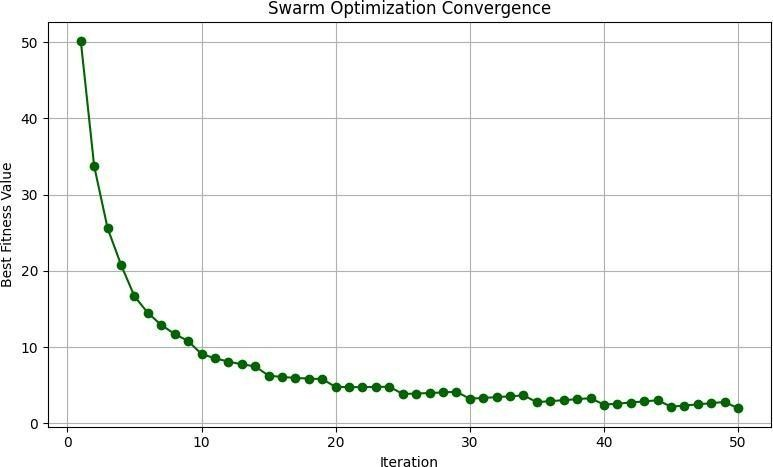 Swarm Optimization Convergence
50
40
30
20
10
0
Best Fitness Value
0 10 20 30 40 50
Iteration